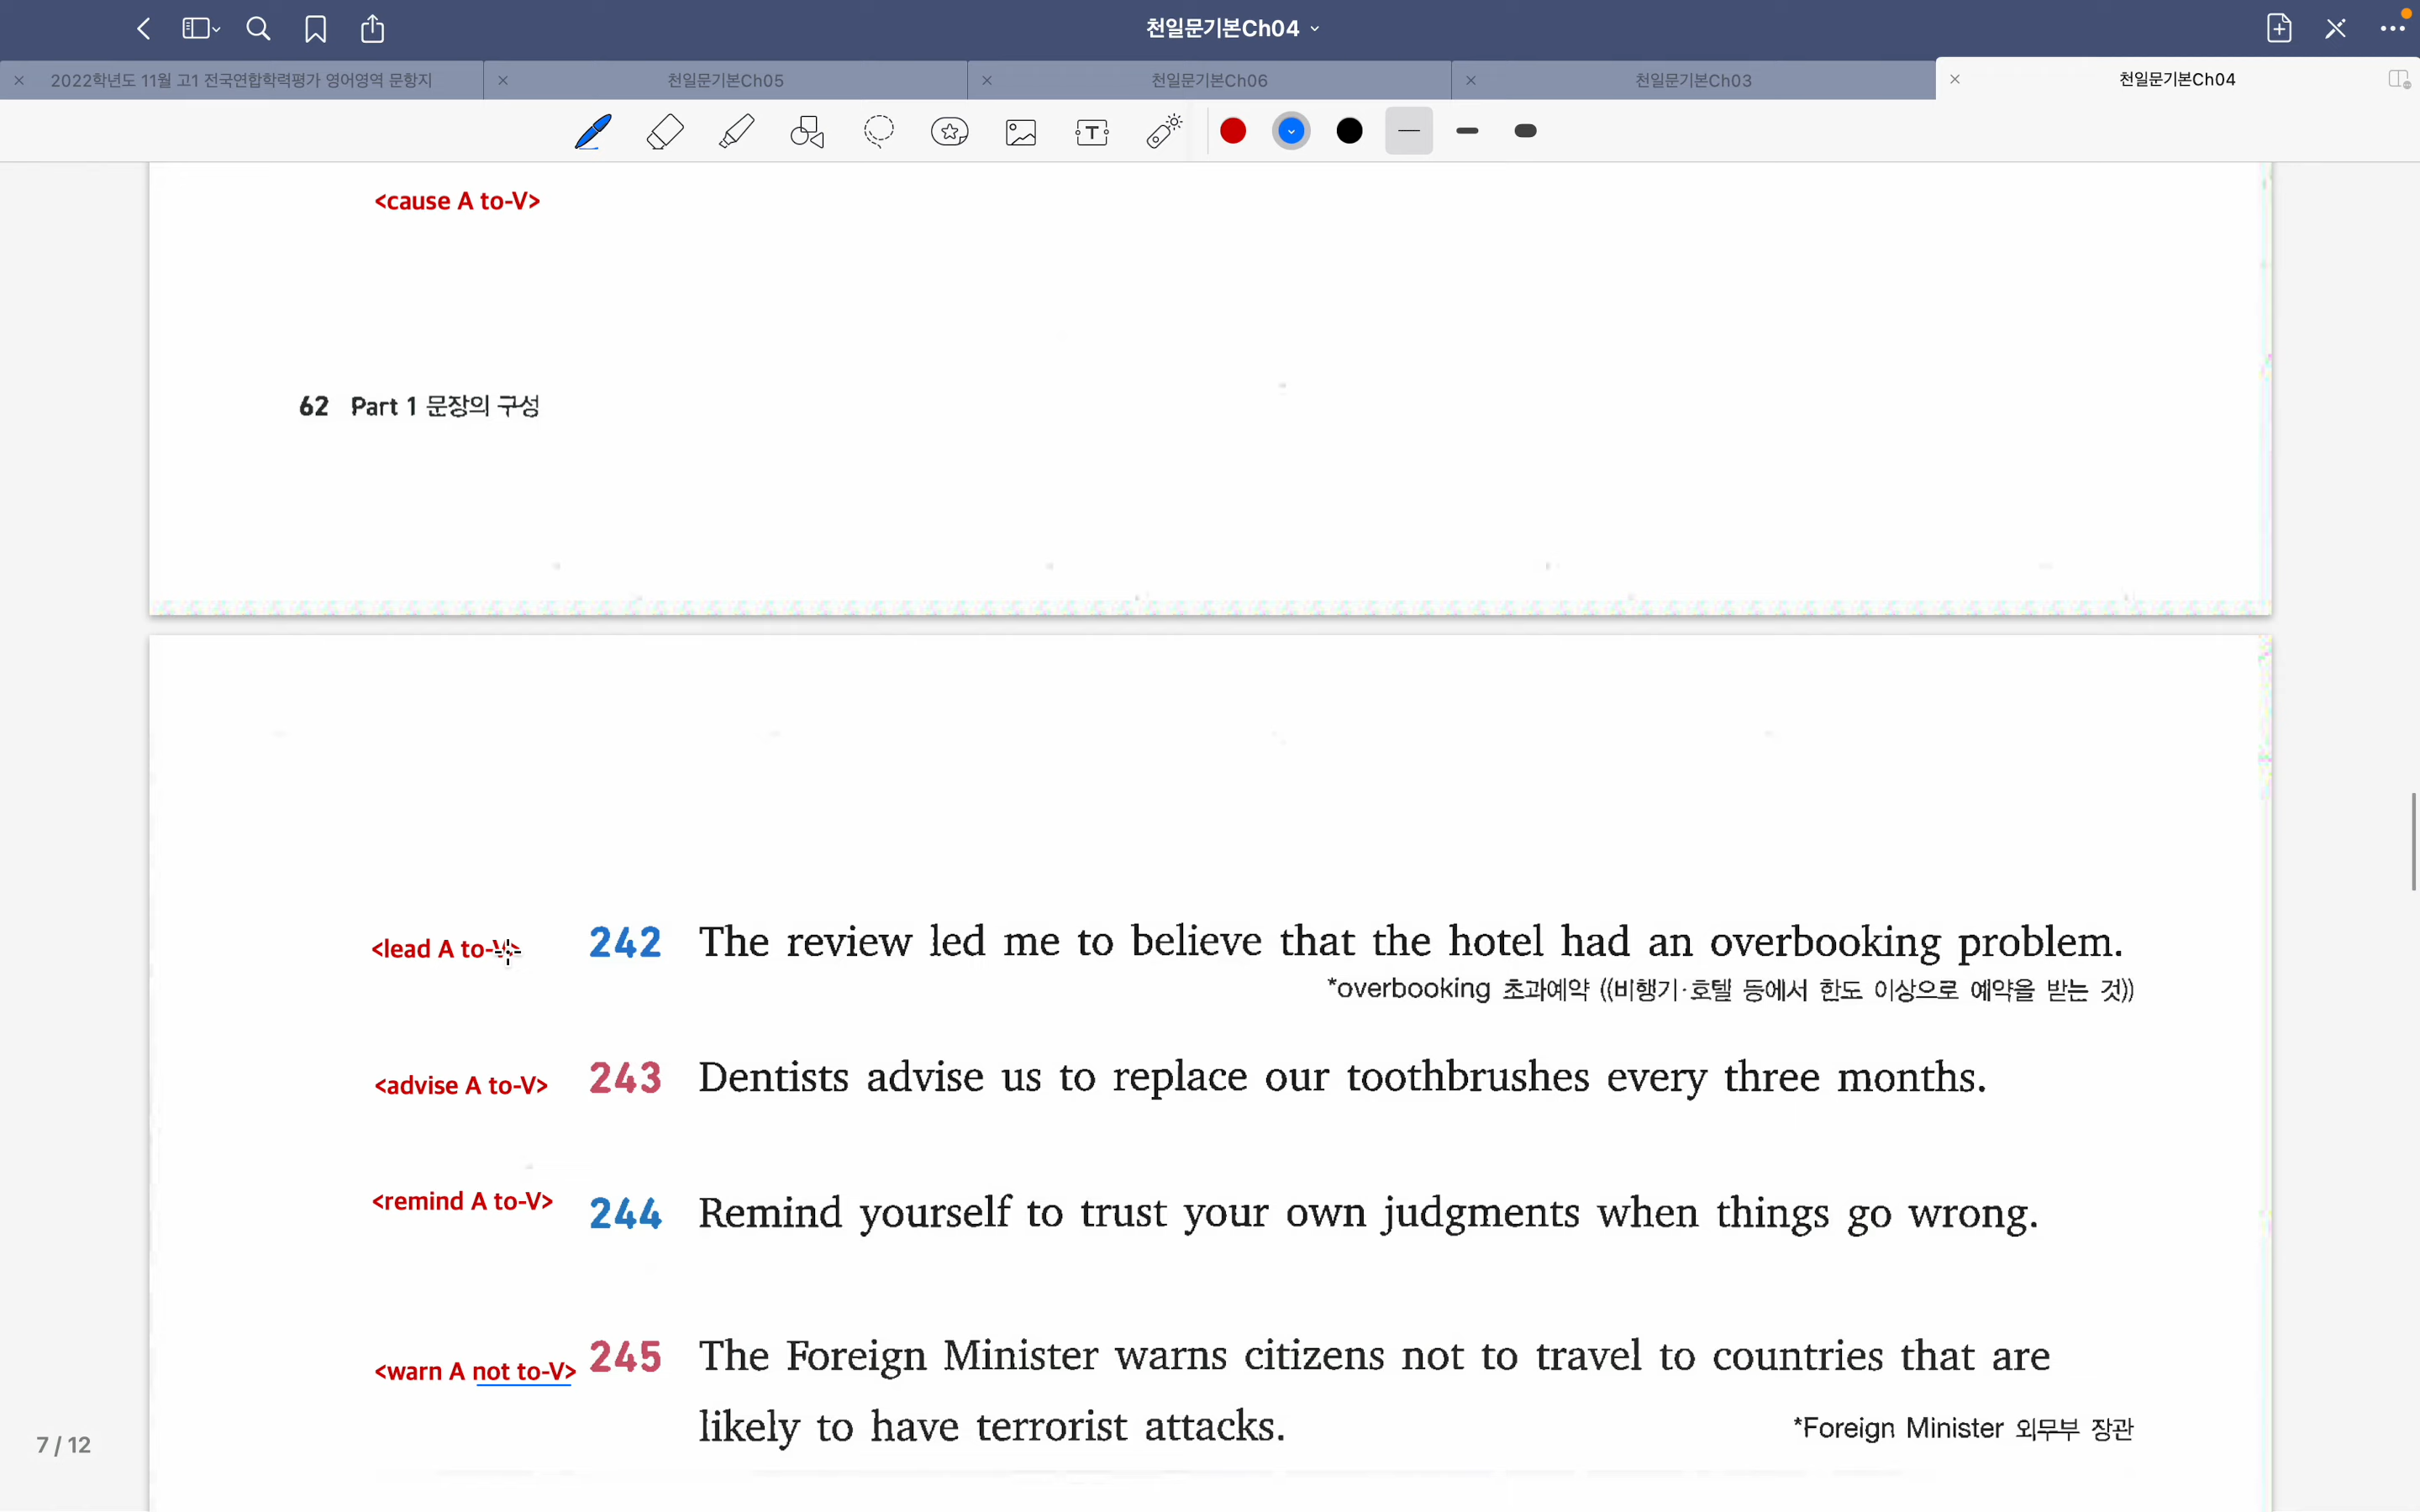 천일문기본Ch04
2022학년도 11월 고1 전국연합학력평가 영어영역 문항지
천일문기본Ch05
천일문기본Ch06
천일문기본Ch03
천일문기본Ch04
<cause A to-V>
62 Part 1 문장의 구성
<lead A to-V> 242 The review led me to believe that the hotel had an overbooking problem.
*overbooking 초과예약 ((비행기·호텔 등에서 한도 이상으로 예약을 받는 것))
<advise A to-V> 243 Dentists advise us to replace our toothbrushes every three months.
<remind A to-V> 244 Remind yourself to trust your own judgments when things go wrong.
<warn A not to-V> 245 The Foreign Minister warns citizens not to travel to countries that are
likely to have terrorist attacks. *Foreign Minister 외무부 장관
7 / 12